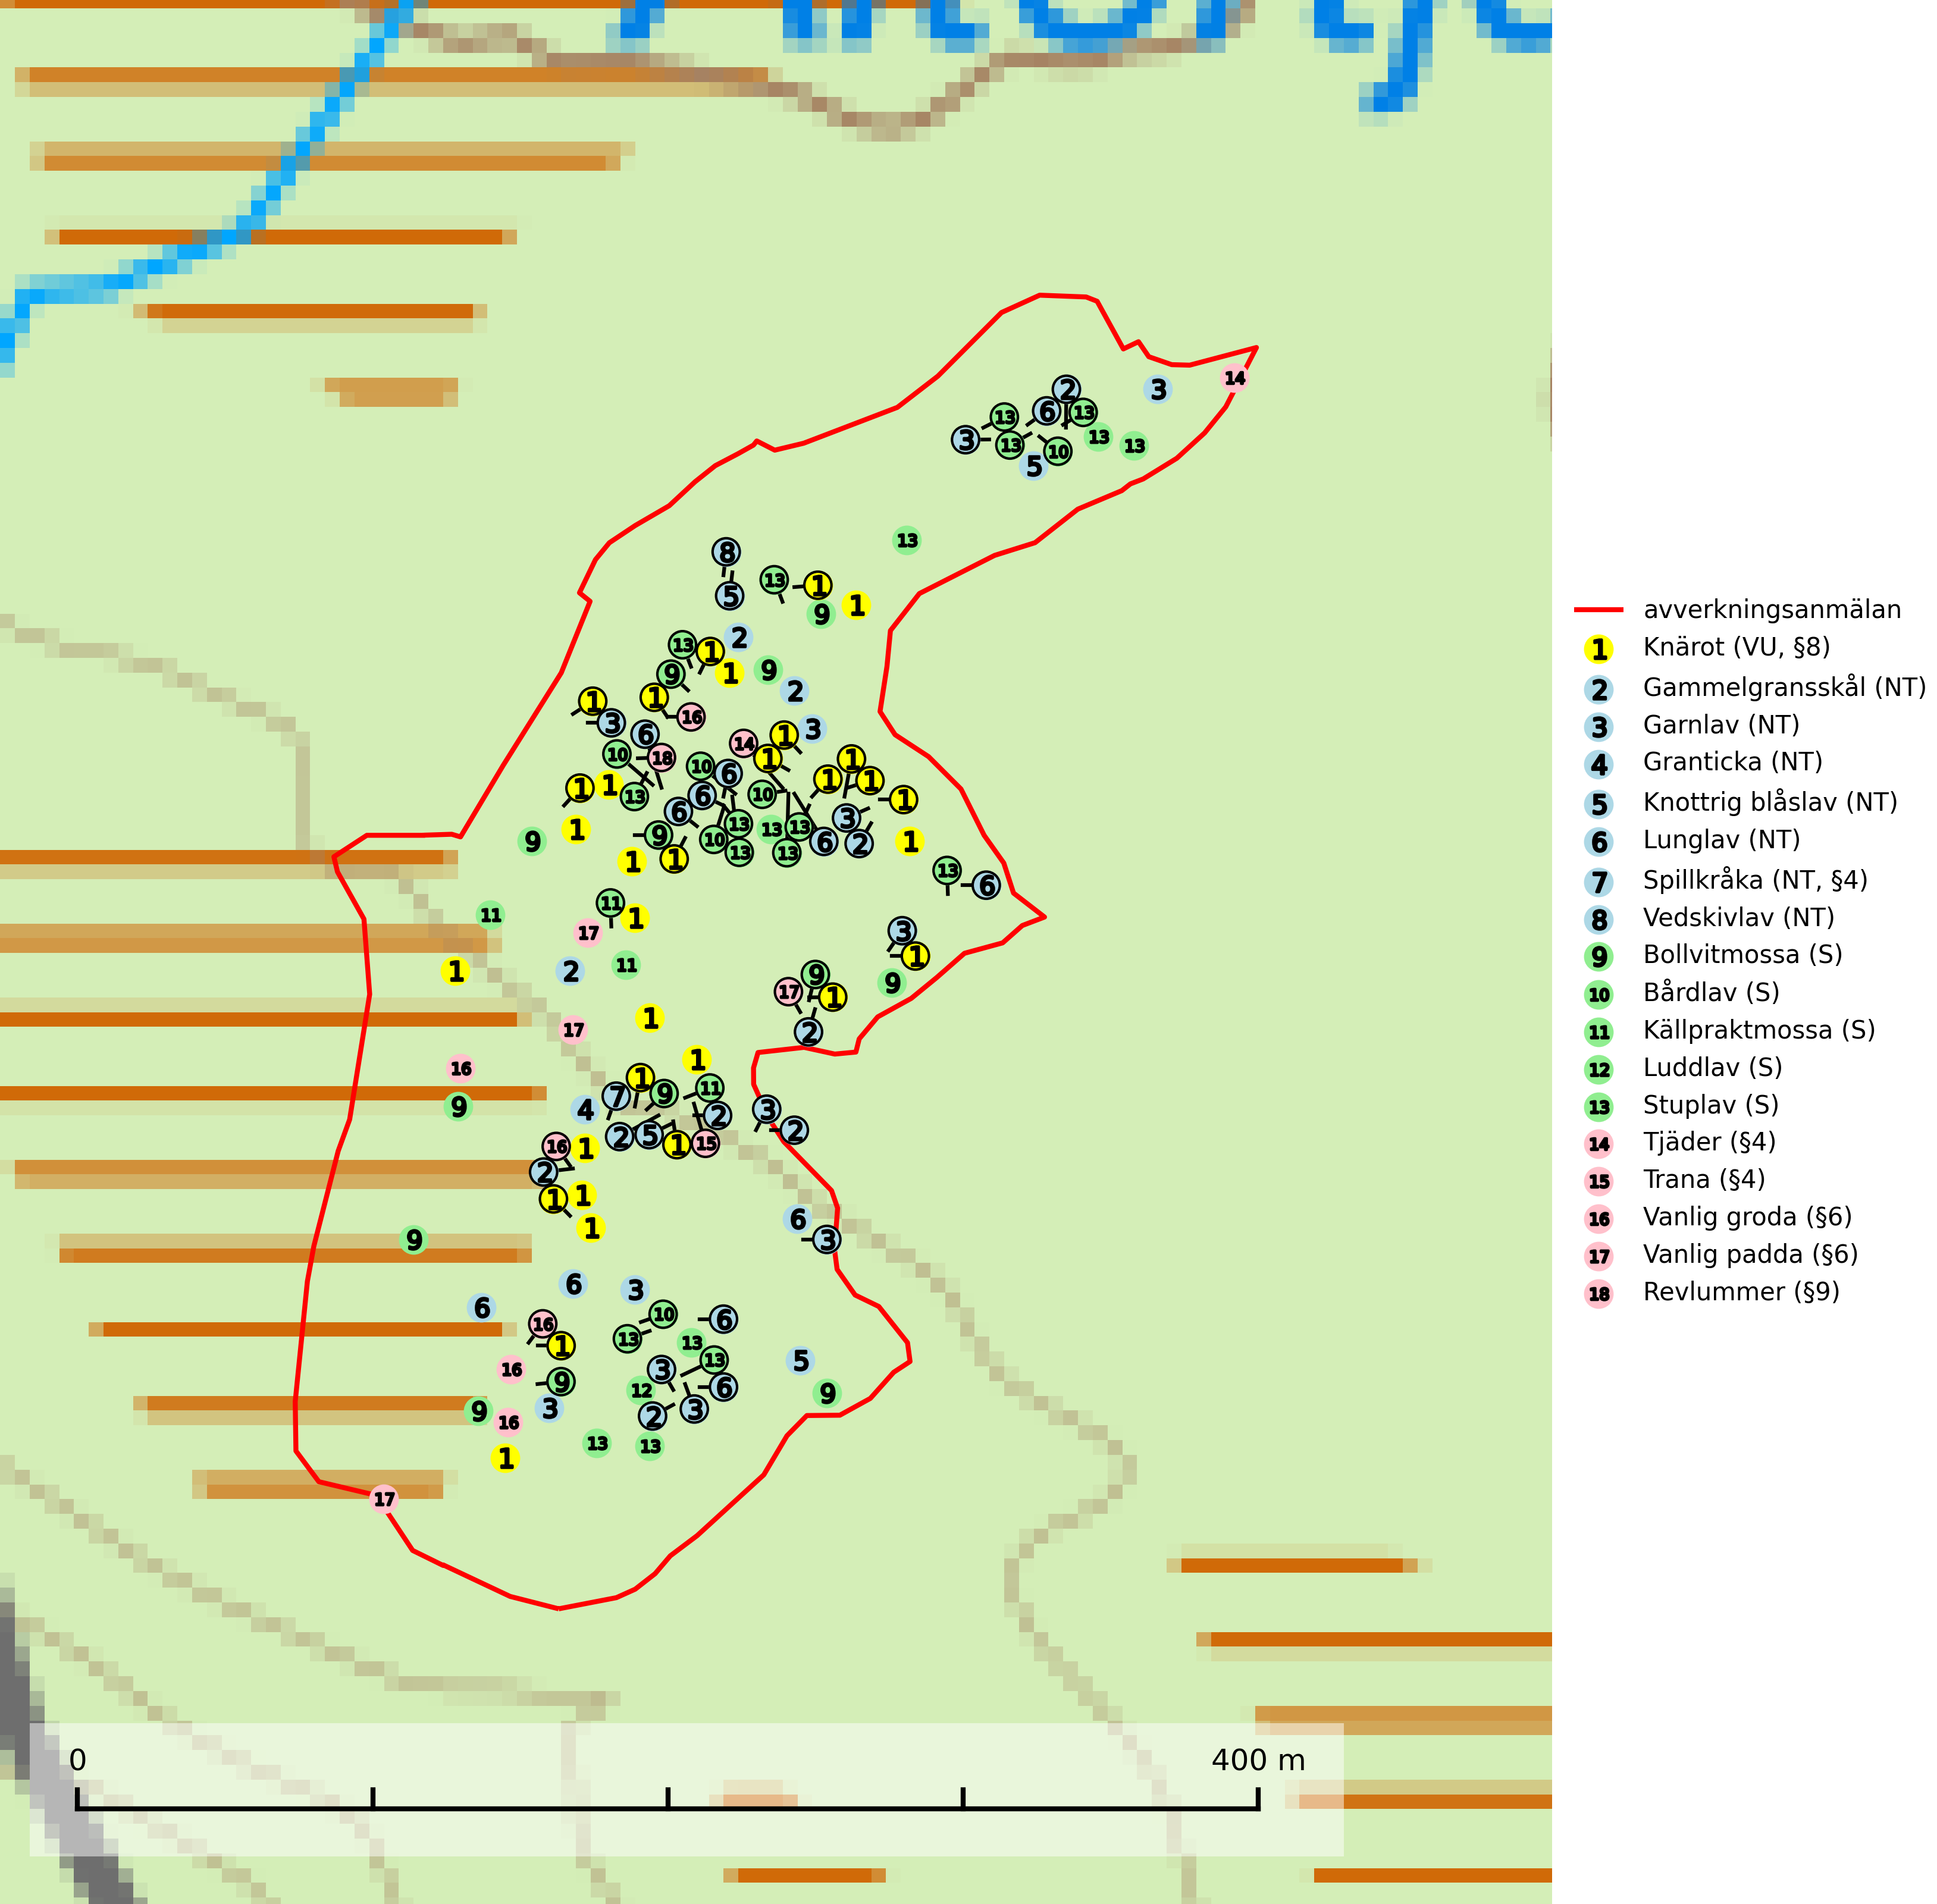 avverkningsanmälan
1 Knärot (VU, §8)
2 Gammelgransskål (NT)
3 Garnlav (NT)
4 Granticka (NT)
5 Knottrig blåslav (NT)
6 Lunglav (NT)
7 Spillkråka (NT, §4)
8 Vedskivlav (NT)
9 Bollvitmossa (S)
10 Bårdlav (S)
11 Källpraktmossa (S)
12 Luddlav (S)
13 Stuplav (S)
14 Tjäder (§4)
15 Trana (§4)
16 Vanlig groda (§6)
17 Vanlig padda (§6)
18 Revlummer (§9)
0 400 m